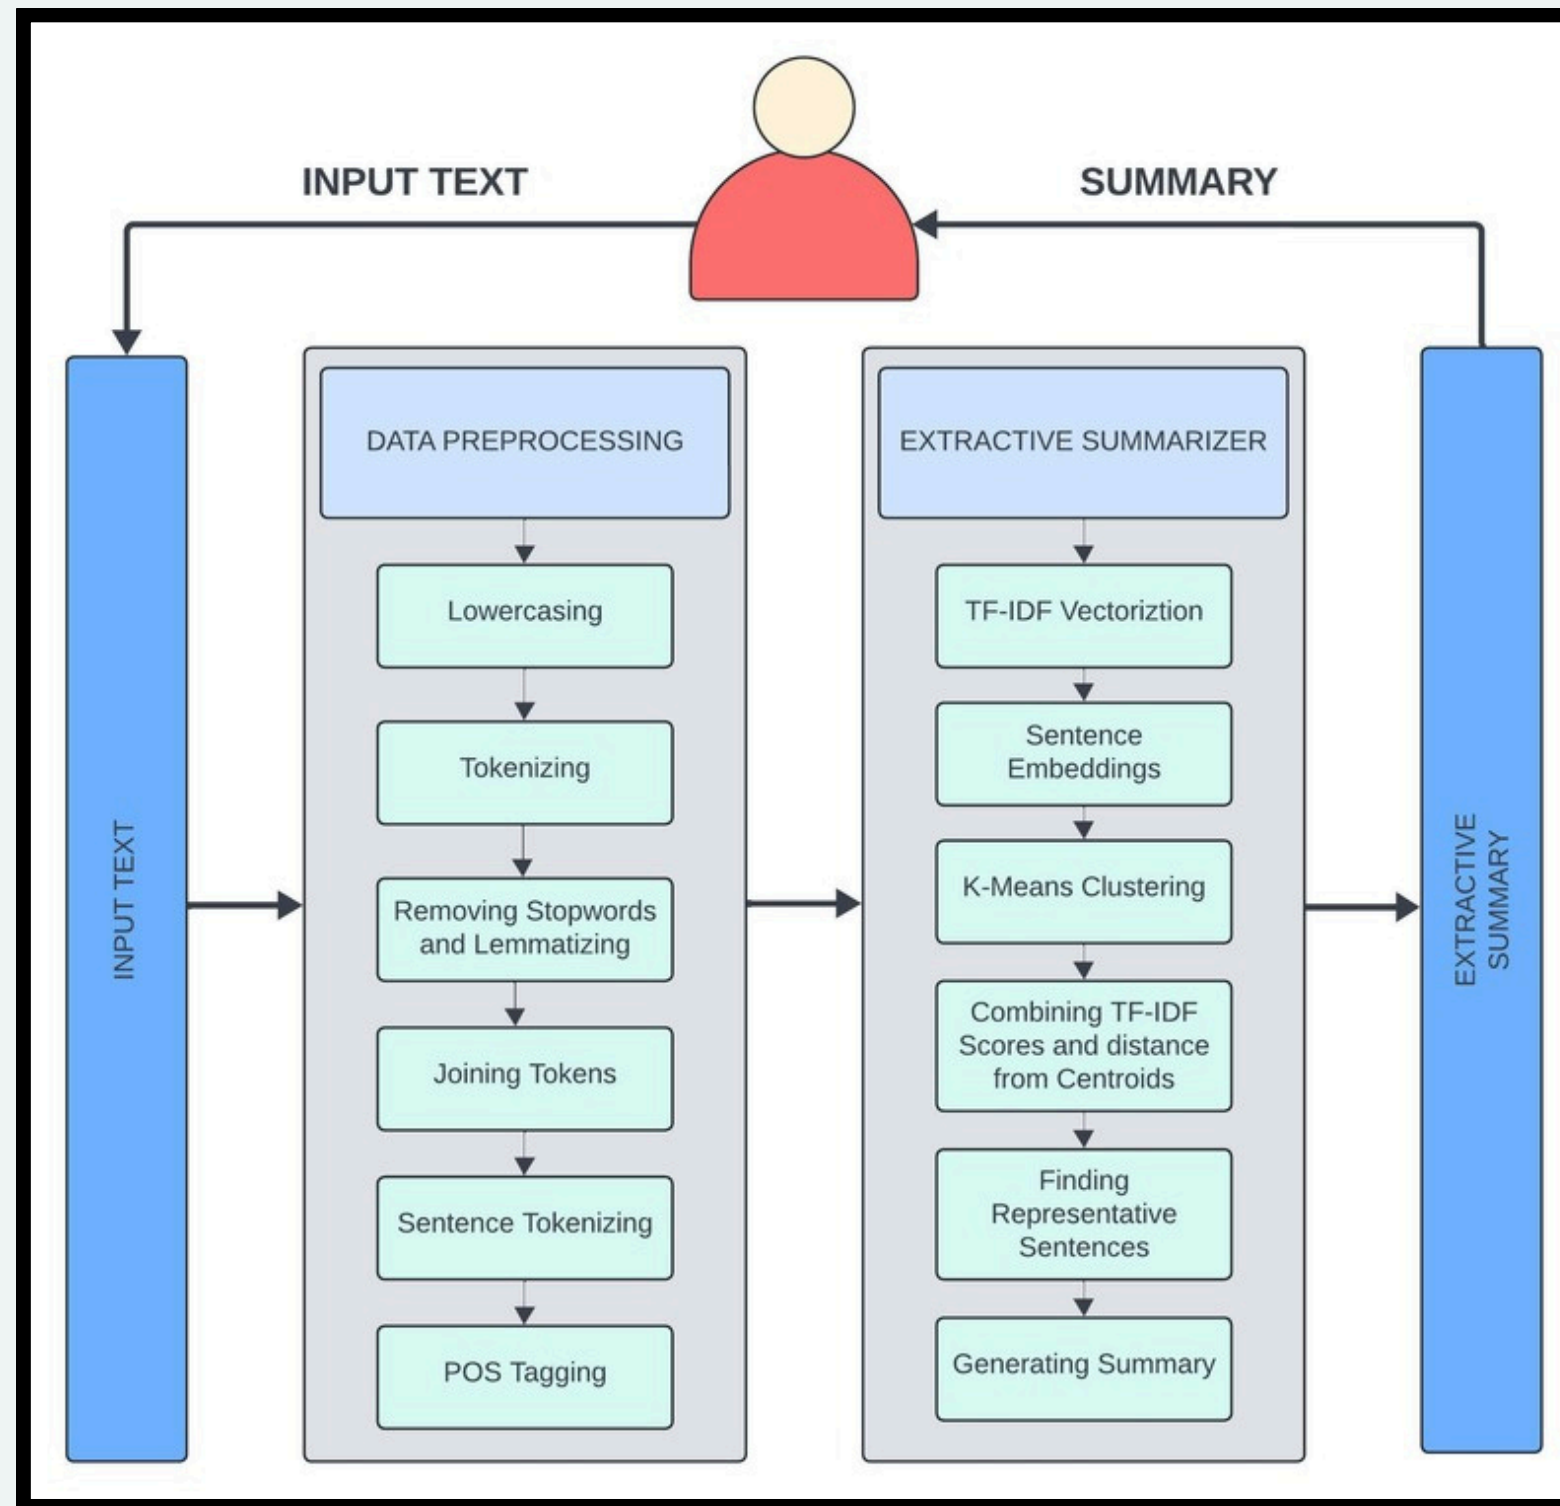 INPUT TEXT
SUMMARY
INPUT TEXT
DATA PREPROCESSING
Lowercasing
Tokenizing
Removing Stopwords
and Lemmatizing
Joining Tokens
Sentence Tokenizing
POS Tagging
EXTRACTIVE SUMMARIZER
TF-IDF Vectoriztion
Sentence
Embeddings
K-Means Clustering
Combining TF-IDF
Scores and distance
from Centroids
Finding
Representative
Sentences
Generating Summary
EXTRACTIVE
SUMMARY